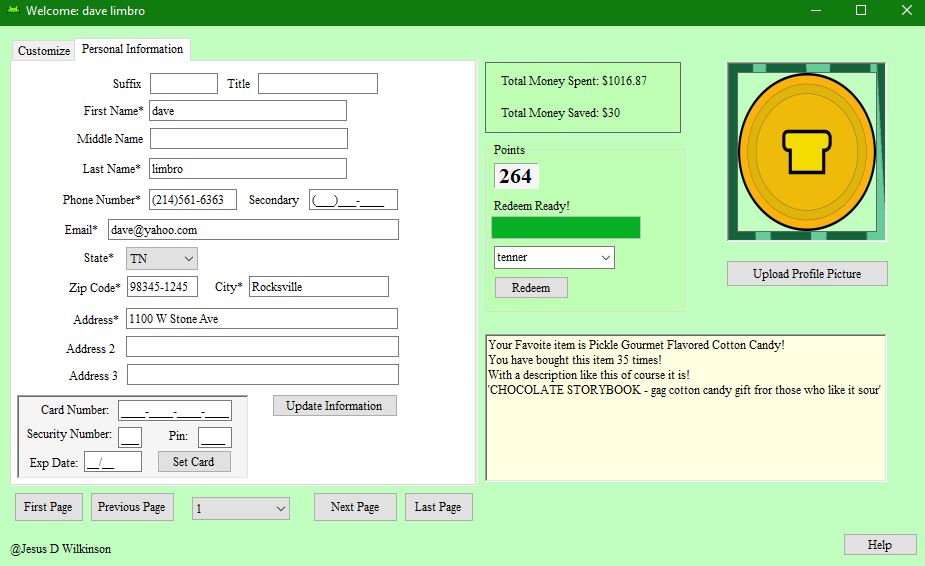 Welcome: dave limbro
Customize Personal Information
Suffix Title
First Name* dave
Middle Name
Last Name* limbro
Phone Number* (214)561-6363 Secondary (___)___-____
Email* dave@yahoo.com
State* TN
Zip Code* 98345-1245 City* Rocksville
Address* 1100 W Stone Ave
Address 2
Address 3
Card Number: ____-____-____-____
Security Number: ___ Pin: ____
Exp Date: __/__ Set Card
Update Information
First Page Previous Page 1 Next Page Last Page
@Jesus D Wilkinson
Total Money Spent: $1016.87
Total Money Saved: $30
Points
264
Redeem Ready!
tenner
Redeem
Upload Profile Picture
Your Favoite item is Pickle Gourmet Flavored Cotton Candy!
You have bought this item 35 times!
With a description like this of course it is!
'CHOCOLATE STORYBOOK - gag cotton candy gift fror those who like it sour'
Help